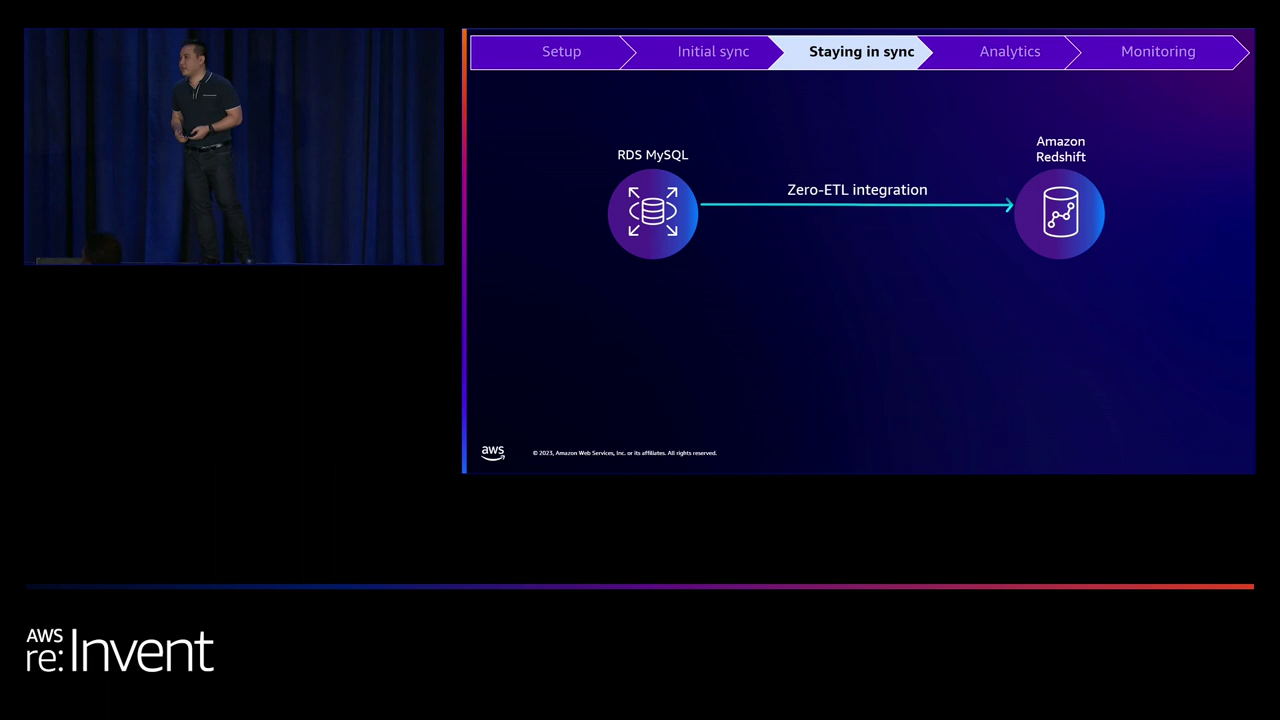 Setup
Initial sync
Staying in sync
Analytics
Monitoring
RDS MySQL
Amazon
Redshift
Zero-ETL integration
aws
© 2023, Amazon Web Services, Inc. or its affiliates. All rights reserved.
AWS
re:Invent